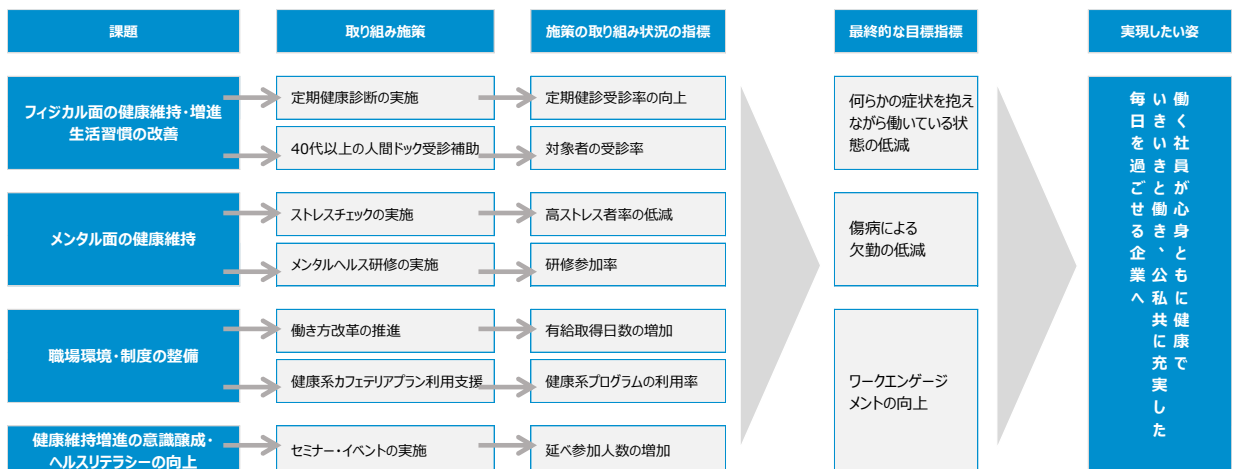 課題
取り組み施策
施策の取り組み状況の指標
最終的な目標指標
実現したい姿
フィジカル面の健康維持・増進
生活習慣の改善
定期健康診断の実施
定期健診受診率の向上
40代以上の人間ドック受診補助
対象者の受診率
メンタル面の健康維持
ストレスチェックの実施
高ストレス者率の低減
メンタルヘルス研修の実施
研修参加率
職場環境・制度の整備
働き方改革の推進
有給取得日数の増加
健康系カフェテリアプラン利用支援
健康系プログラムの利用率
健康維持増進の意識醸成・
ヘルスリテラシーの向上
セミナー・イベントの実施
延べ参加人数の増加
何らかの症状を抱え
ながら働いている状
態の低減
傷病による
欠勤の低減
ワークエンゲージ
メントの向上
働く社員が心身ともに健康で
いきいきと働き、公私共に充実した
毎日を過ごせる企業へ